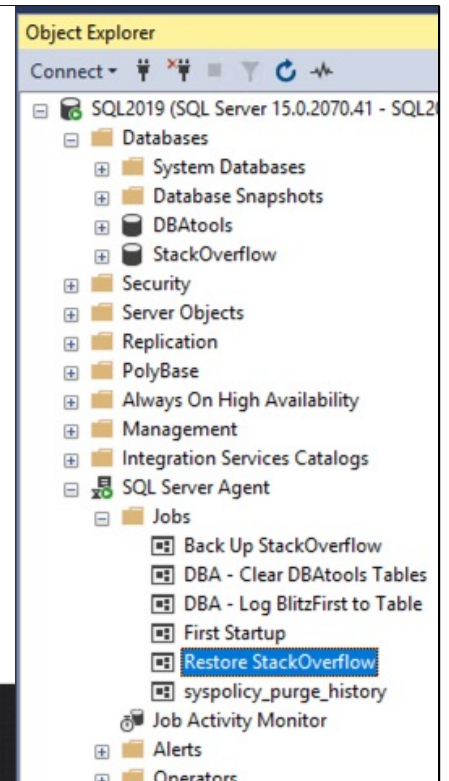 Object Explorer
Connect
SQL2019 (SQL Server 15.0.2070.41 - SQL20
Databases
System Databases
Database Snapshots
DBAtools
StackOverflow
Security
Server Objects
Replication
PolyBase
Always On High Availability
Management
Integration Services Catalogs
SQL Server Agent
Jobs
Back Up StackOverflow
DBA - Clear DBAtools Tables
DBA - Log BlitzFirst to Table
First Startup
Restore StackOverflow
syspolicy_purge_history
Job Activity Monitor
Alerts
Operators